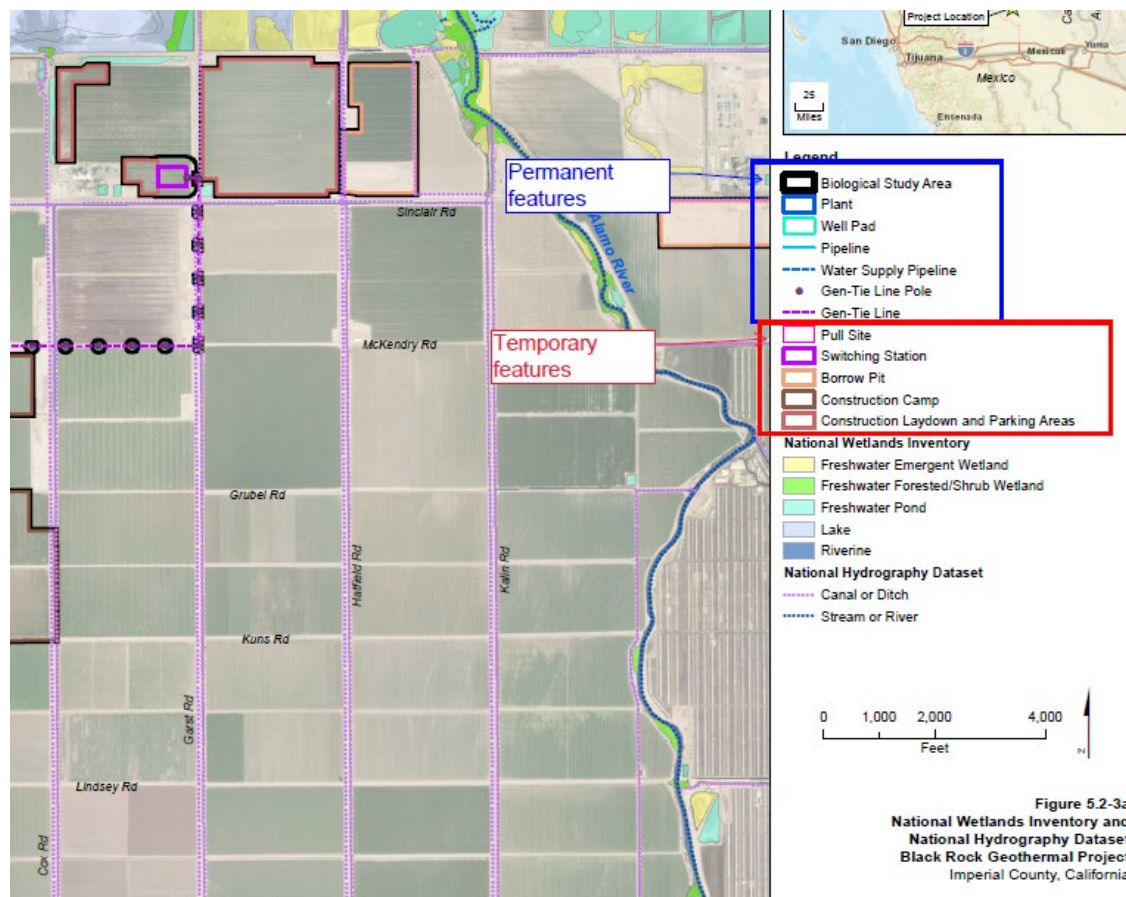 Project Location
San Diego
Tijuana
Mexicali
Yuma
Mexico
Ensenada
25
Miles
Legend
Permanent
features
Biological Study Area
Plant
Well Pad
Pipeline
Water Supply Pipeline
Gen-Tie Line Pole
Gen-Tie Line
Temporary
features
Pull Site
Switching Station
Borrow Pit
Construction Camp
Construction Laydown and Parking Areas
National Wetlands Inventory
Freshwater Emergent Wetland
Freshwater Forested/Shrub Wetland
Freshwater Pond
Lake
Riverine
National Hydrography Dataset
Canal or Ditch
Stream or River
Sinclair Rd
Alamo River
McKendry Rd
Grubel Rd
Hatfield Rd
Kalin Rd
Kuns Rd
Garst Rd
Lindsey Rd
Cox Rd
0 1,000 2,000 4,000
Feet
N
Figure 5.2-3a
National Wetlands Inventory and
National Hydrography Dataset
Black Rock Geothermal Project
Imperial County, California